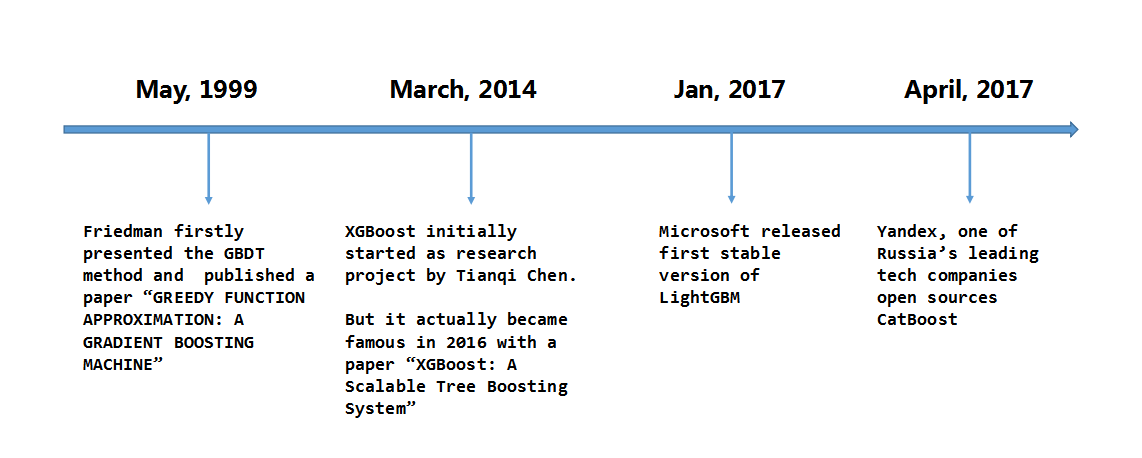 May, 1999
March, 2014
Jan, 2017
April, 2017
Friedman firstly
presented the GBDT
method and  published a
paper “GREEDY FUNCTION
APPROXIMATION: A
GRADIENT BOOSTING
MACHINE”
XGBoost initially
started as research
project by Tianqi Chen.
But it actually became
famous in 2016 with a
paper “XGBoost: A
Scalable Tree Boosting
System”
Microsoft released
first stable
version of
LightGBM
Yandex, one of
Russia’s leading
tech companies
open sources
CatBoost